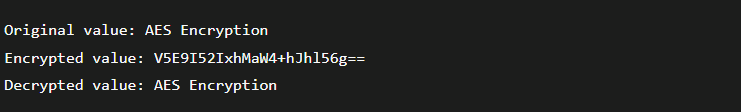 Original value: AES Encryption
Encrypted value: V5E9I52IxhMaW4+hJhl56g==
Decrypted value: AES Encryption